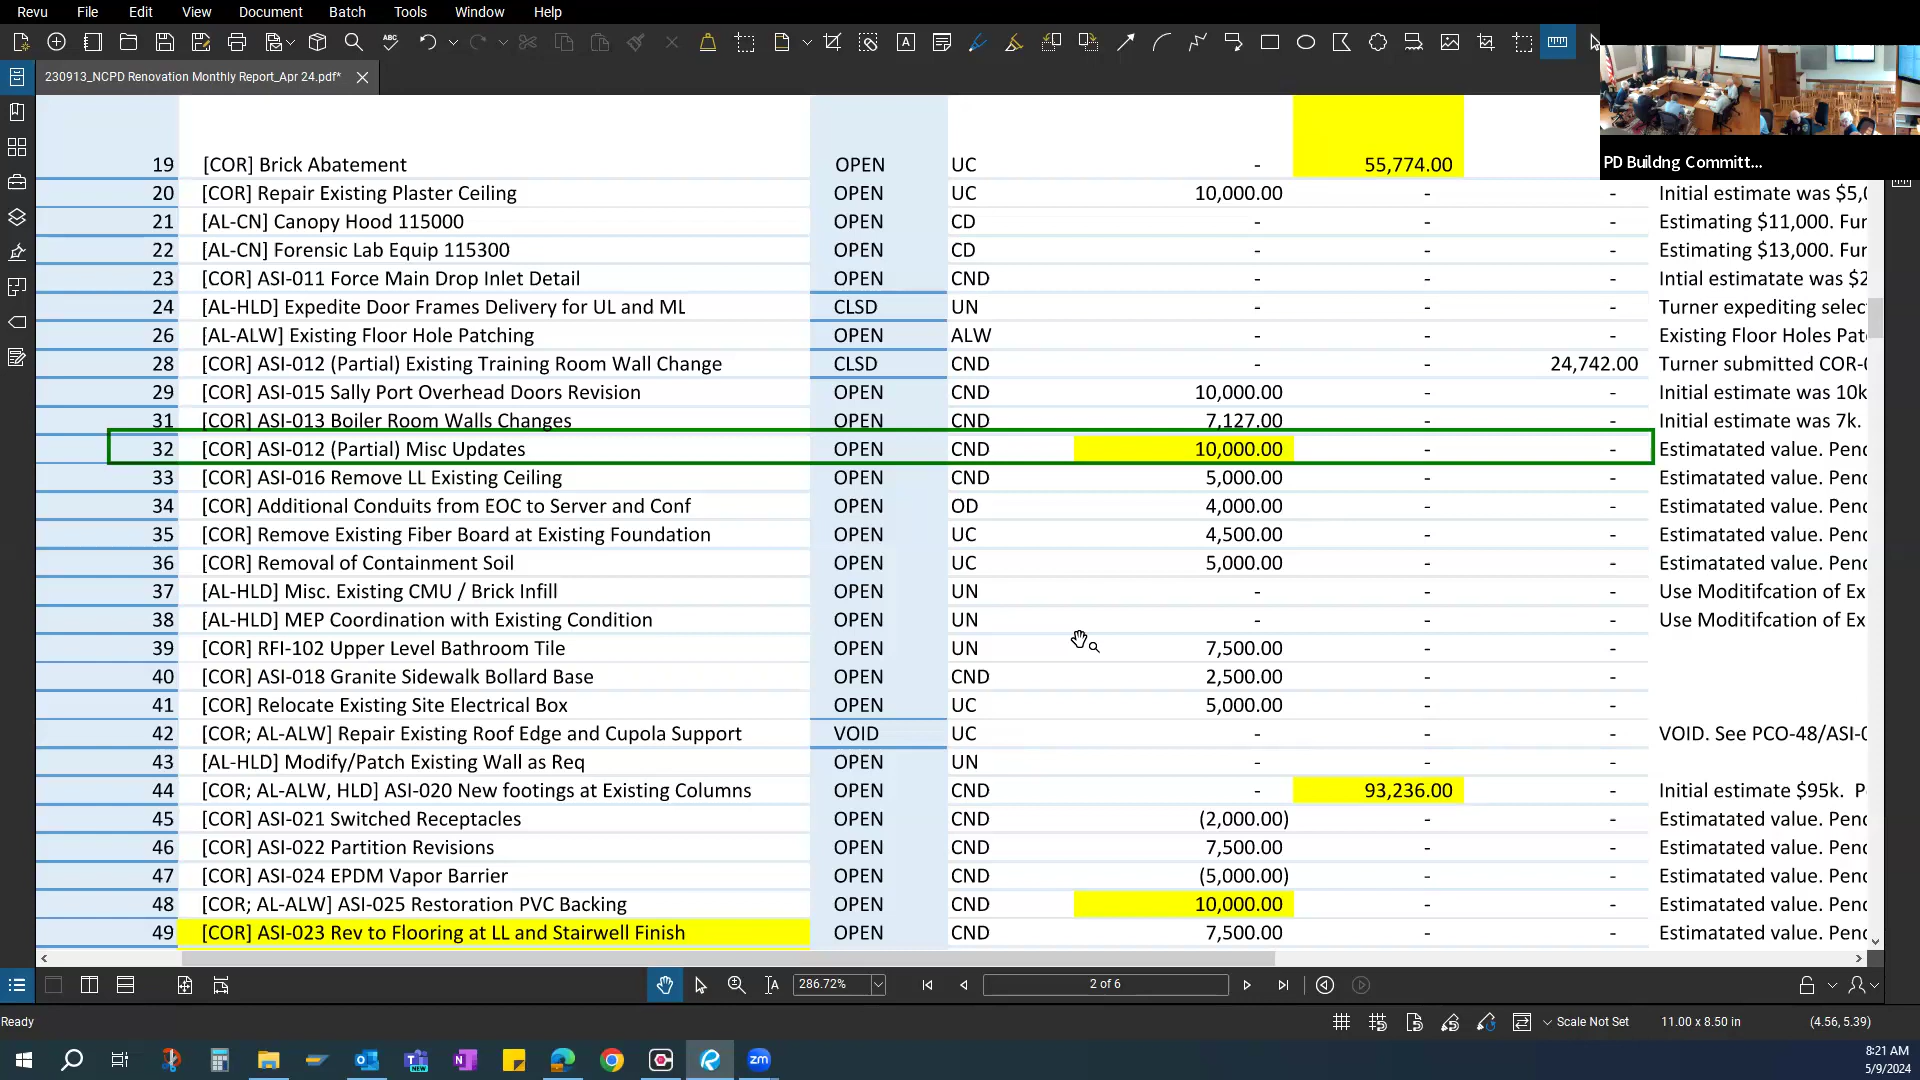 Revu File Edit View Document Batch Tools Window Help
230913_NCPD Renovation Monthly Report_Apr 24.pdf*
PD Buildng Committ...
19 [COR] Brick Abatement OPEN UC - 55,774.00
20 [COR] Repair Existing Plaster Ceiling OPEN UC 10,000.00 - - Initial estimate was $5,0
21 [AL-CN] Canopy Hood 115000 OPEN CD - - - Estimating $11,000. Fur
22 [AL-CN] Forensic Lab Equip 115300 OPEN CD - - - Estimating $13,000. Fur
23 [COR] ASI-011 Force Main Drop Inlet Detail OPEN CND - - - Intial estimatate was $2
24 [AL-HLD] Expedite Door Frames Delivery for UL and ML CLSD UN - - - Turner expediting selec
26 [AL-ALW] Existing Floor Hole Patching OPEN ALW - - - Existing Floor Holes Pat
28 [COR] ASI-012 (Partial) Existing Training Room Wall Change CLSD CND - - 24,742.00 Turner submitted COR-0
29 [COR] ASI-015 Sally Port Overhead Doors Revision OPEN CND 10,000.00 - - Initial estimate was 10k
31 [COR] ASI-013 Boiler Room Walls Changes OPEN CND 7,127.00 - - Initial estimate was 7k.
32 [COR] ASI-012 (Partial) Misc Updates OPEN CND 10,000.00 - - Estimatated value. Pend
33 [COR] ASI-016 Remove LL Existing Ceiling OPEN CND 5,000.00 - - Estimatated value. Pend
34 [COR] Additional Conduits from EOC to Server and Conf OPEN OD 4,000.00 - - Estimatated value. Pend
35 [COR] Remove Existing Fiber Board at Existing Foundation OPEN UC 4,500.00 - - Estimatated value. Pend
36 [COR] Removal of Containment Soil OPEN UC 5,000.00 - - Estimatated value. Pend
37 [AL-HLD] Misc. Existing CMU / Brick Infill OPEN UN - - - Use Moditifcation of Ex
38 [AL-HLD] MEP Coordination with Existing Condition OPEN UN - - - Use Moditifcation of Ex
39 [COR] RFI-102 Upper Level Bathroom Tile OPEN UN 7,500.00 - -
40 [COR] ASI-018 Granite Sidewalk Bollard Base OPEN CND 2,500.00 - -
41 [COR] Relocate Existing Site Electrical Box OPEN UC 5,000.00 - -
42 [COR; AL-ALW] Repair Existing Roof Edge and Cupola Support VOID UC - - - VOID. See PCO-48/ASI-0
43 [AL-HLD] Modify/Patch Existing Wall as Req OPEN UN - - -
44 [COR; AL-ALW, HLD] ASI-020 New footings at Existing Columns OPEN CND - 93,236.00 - Initial estimate $95k. P
45 [COR] ASI-021 Switched Receptacles OPEN CND (2,000.00) - - Estimatated value. Pend
46 [COR] ASI-022 Partition Revisions OPEN CND 7,500.00 - - Estimatated value. Pend
47 [COR] ASI-024 EPDM Vapor Barrier OPEN CND (5,000.00) - - Estimatated value. Pend
48 [COR; AL-ALW] ASI-025 Restoration PVC Backing OPEN CND 10,000.00 - - Estimatated value. Pend
49 [COR] ASI-023 Rev to Flooring at LL and Stairwell Finish OPEN CND 7,500.00 - - Estimatated value. Pend
286.72% 2 of 6
Ready Scale Not Set 11.00 x 8.50 in (4.56, 5.39)
8:21 AM
5/9/2024